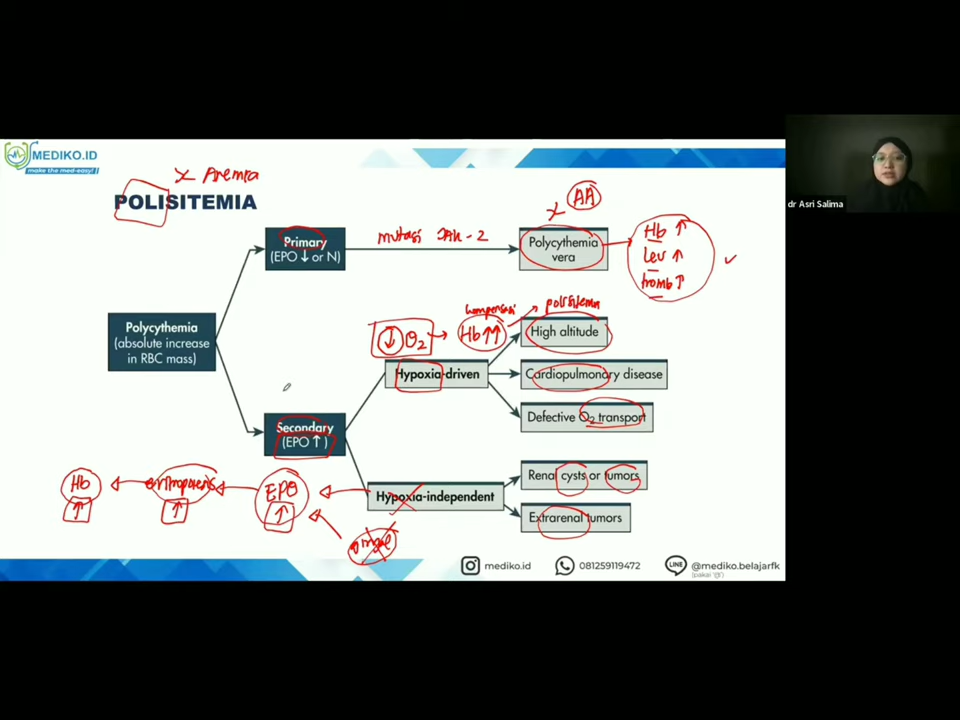 MEDIKO.ID
make the med-easy!
X Anemia
POLISITEMIA
Primary
(EPO ↓ or N)
mutasi JAK-2
X AA
Polycythemia
vera
Hb ↑
Leu ↑
tromb ↑
dr Asri Salima
Polycythemia
(absolute increase
in RBC mass)
↓ O2
kompensasi
Hb ↑↑
polisitemia
High altitude
Hypoxia-driven
Cardiopulmonary disease
Defective O2 transport
Secondary
(EPO ↑)
Hypoxia-independent
Renal cysts or tumors
Extrarenal tumors
Hb ↑
eritropoiesis ↑
EPO ↑
mediko.id
081259119472
LINE
@mediko.belajarfk
(pakai '@')